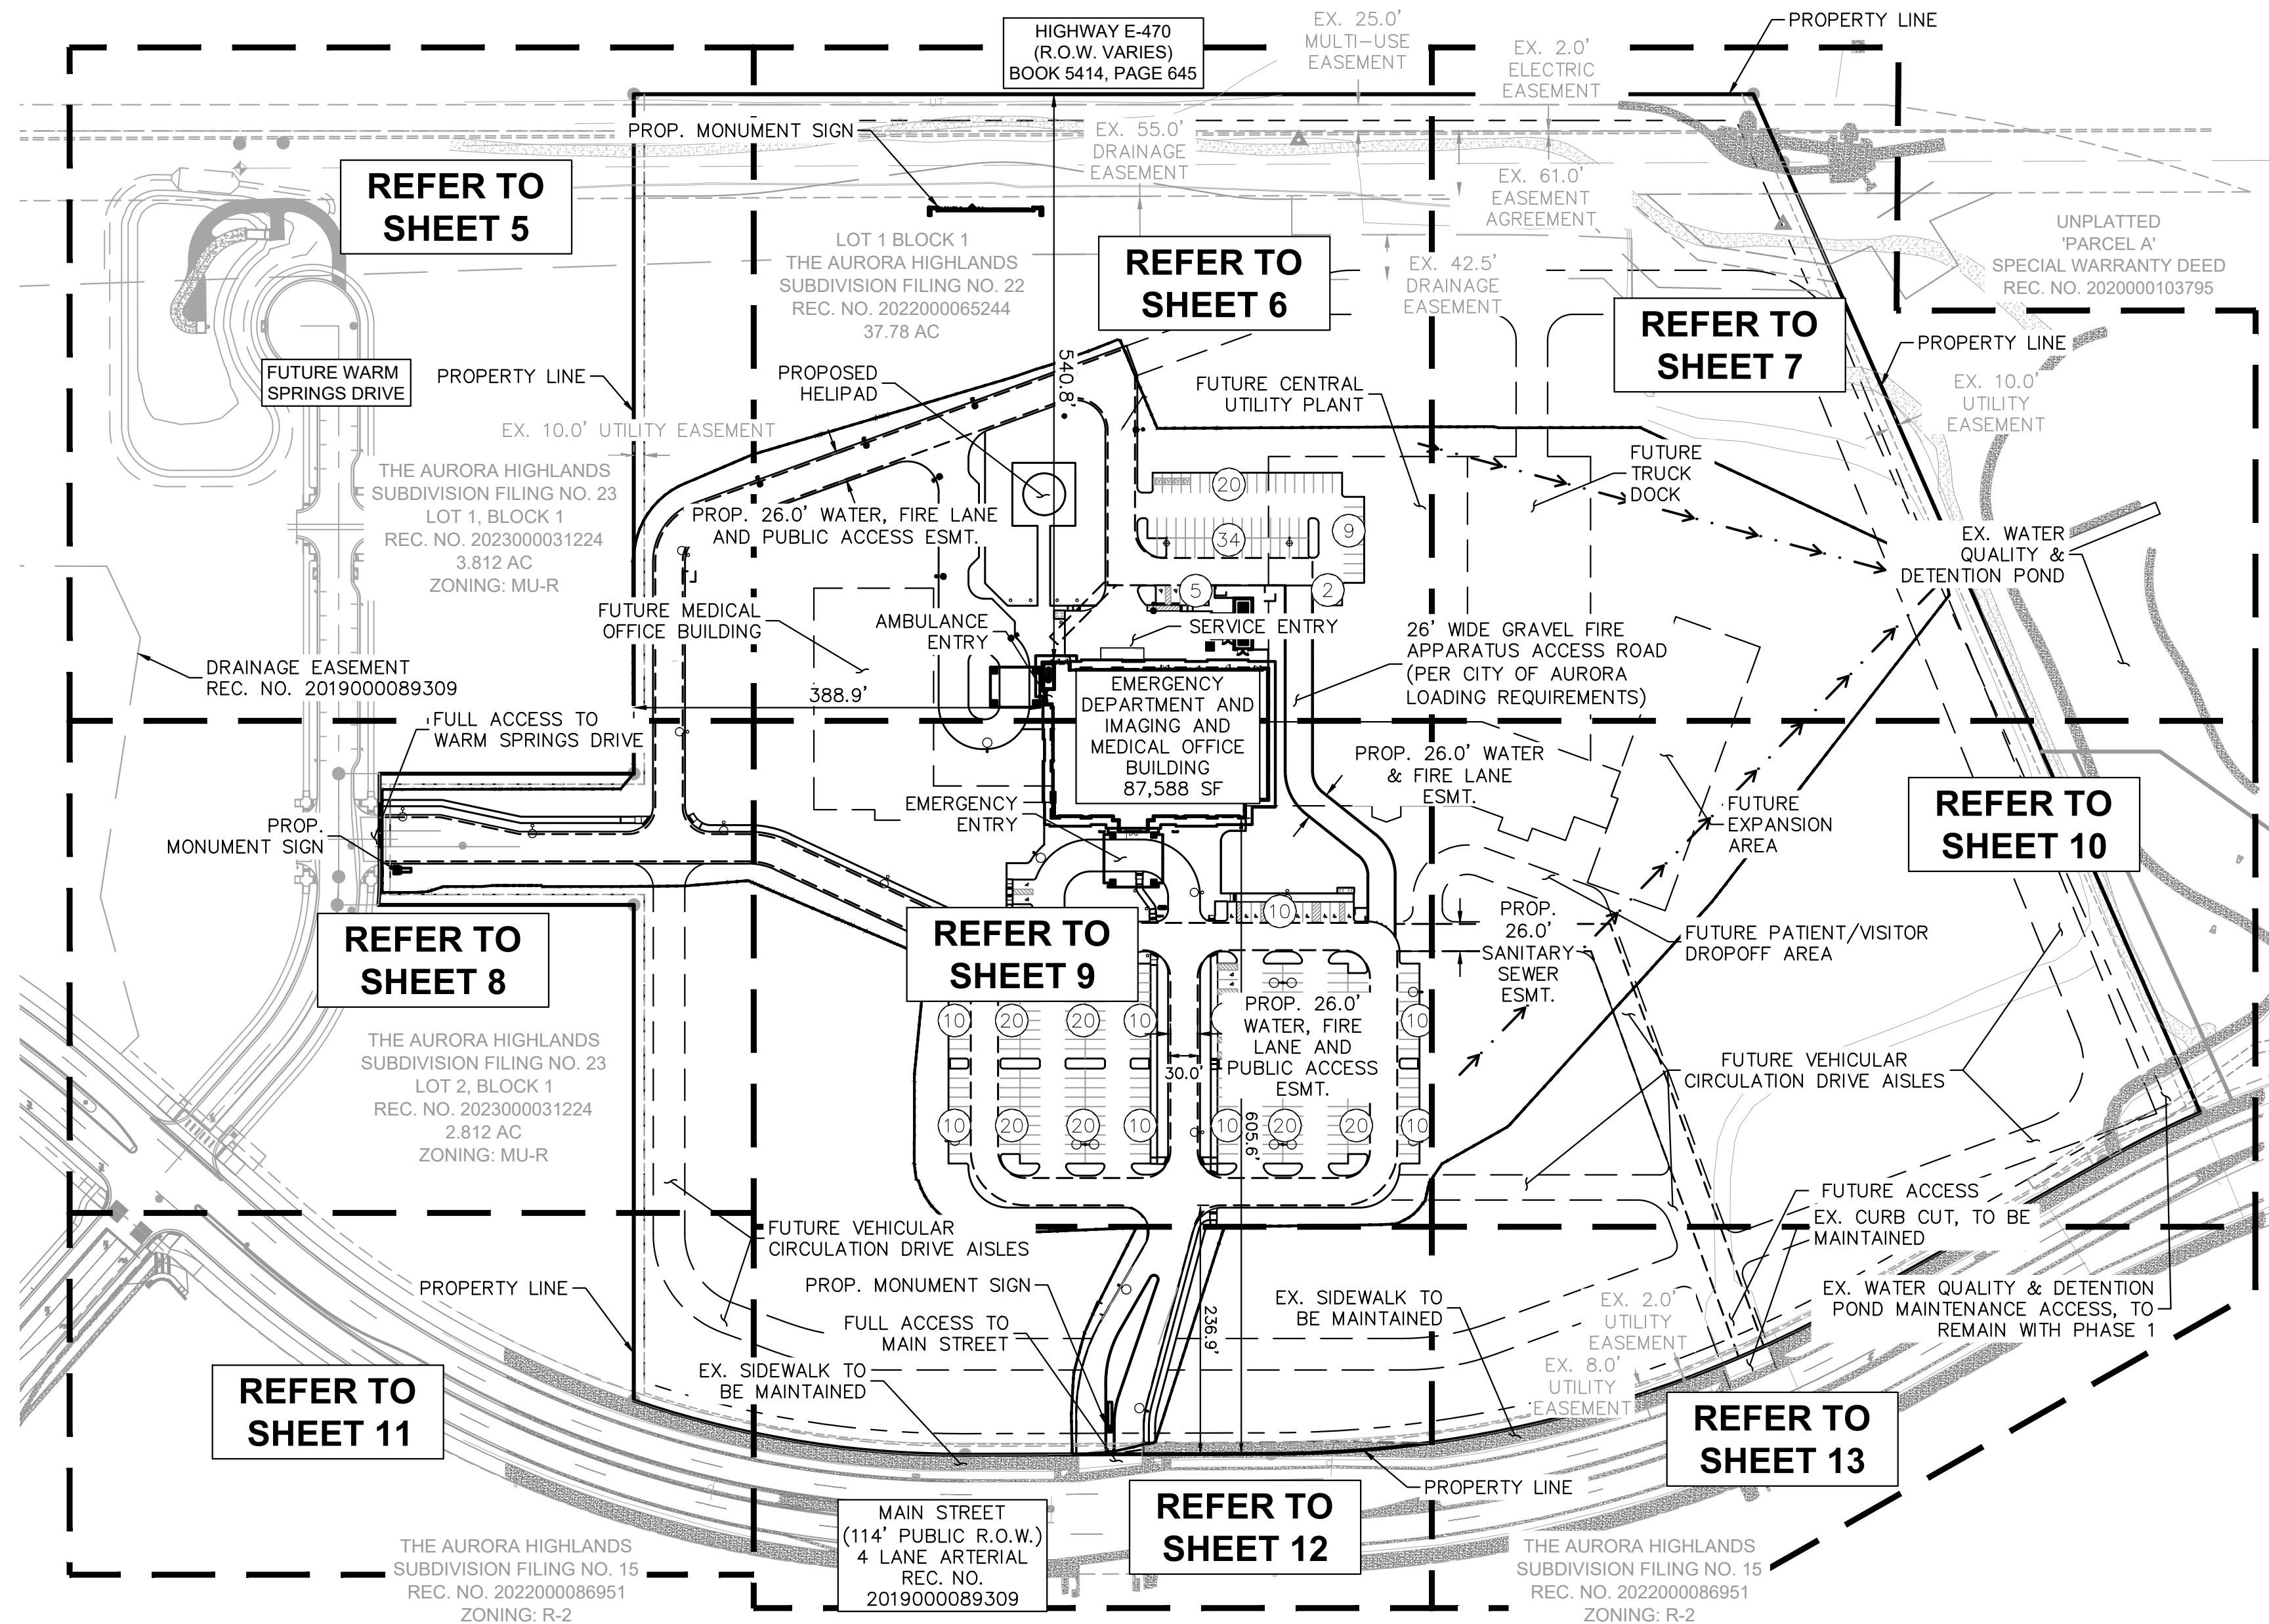 HIGHWAY E-470
(R.O.W. VARIES)
BOOK 5414, PAGE 645
EX. 25.0'
MULTI-USE
EASEMENT
EX. 2.0'
ELECTRIC
EASEMENT
PROPERTY LINE
UT
PROP. MONUMENT SIGN
EX. 55.0'
DRAINAGE
EASEMENT
EX. 61.0'
EASEMENT
AGREEMENT
REFER TO
SHEET 5
LOT 1 BLOCK 1
THE AURORA HIGHLANDS
SUBDIVISION FILING NO. 22
REC. NO. 2022000065244
37.78 AC
REFER TO
SHEET 6
EX. 42.5'
DRAINAGE
EASEMENT
UNPLATTED
'PARCEL A'
SPECIAL WARRANTY DEED
REC. NO. 2020000103795
REFER TO
SHEET 7
PROPERTY LINE
FUTURE WARM
SPRINGS DRIVE
PROPERTY LINE
PROPOSED
HELIPAD
540.8'
FUTURE CENTRAL
UTILITY PLANT
EX. 10.0'
UTILITY
EASEMENT
EX. 10.0' UTILITY EASEMENT
THE AURORA HIGHLANDS
SUBDIVISION FILING NO. 23
LOT 1, BLOCK 1
REC. NO. 2023000031224
3.812 AC
ZONING: MU-R
FUTURE
TRUCK
DOCK
20
9
34
5
2
PROP. 26.0' WATER, FIRE LANE
AND PUBLIC ACCESS ESMT.
EX. WATER
QUALITY &
DETENTION POND
FUTURE MEDICAL
OFFICE BUILDING
AMBULANCE
ENTRY
SERVICE ENTRY
26' WIDE GRAVEL FIRE
APPARATUS ACCESS ROAD
(PER CITY OF AURORA
LOADING REQUIREMENTS)
DRAINAGE EASEMENT
REC. NO. 2019000089309
388.9'
EMERGENCY
DEPARTMENT AND
IMAGING AND
MEDICAL OFFICE
BUILDING
87,588 SF
FULL ACCESS TO
WARM SPRINGS DRIVE
PROP. 26.0' WATER
& FIRE LANE
ESMT.
PROP.
MONUMENT SIGN
EMERGENCY
ENTRY
FUTURE
EXPANSION
AREA
REFER TO
SHEET 10
10
REFER TO
SHEET 8
REFER TO
SHEET 9
PROP.
26.0'
SANITARY
SEWER
ESMT.
FUTURE PATIENT/VISITOR
DROPOFF AREA
10
20
20
10
10
PROP. 26.0'
WATER, FIRE
LANE AND
PUBLIC ACCESS
ESMT.
30.0'
THE AURORA HIGHLANDS
SUBDIVISION FILING NO. 23
LOT 2, BLOCK 1
REC. NO. 2023000031224
2.812 AC
ZONING: MU-R
FUTURE VEHICULAR
CIRCULATION DRIVE AISLES
10
20
20
10
10
20
20
10
605.6'
FUTURE ACCESS
EX. CURB CUT, TO BE
MAINTAINED
FUTURE VEHICULAR
CIRCULATION DRIVE AISLES
PROPERTY LINE
PROP. MONUMENT SIGN
FULL ACCESS TO
MAIN STREET
236.9'
EX. SIDEWALK TO
BE MAINTAINED
EX. 2.0'
UTILITY
EASEMENT
EX. WATER QUALITY & DETENTION
POND MAINTENANCE ACCESS, TO
REMAIN WITH PHASE 1
EX. SIDEWALK TO
BE MAINTAINED
EX. 8.0'
UTILITY
EASEMENT
REFER TO
SHEET 11
REFER TO
SHEET 13
PROPERTY LINE
REFER TO
SHEET 12
MAIN STREET
(114' PUBLIC R.O.W.)
4 LANE ARTERIAL
REC. NO.
2019000089309
THE AURORA HIGHLANDS
SUBDIVISION FILING NO. 15
REC. NO. 2022000086951
ZONING: R-2
THE AURORA HIGHLANDS
SUBDIVISION FILING NO. 15
REC. NO. 2022000086951
ZONING: R-2